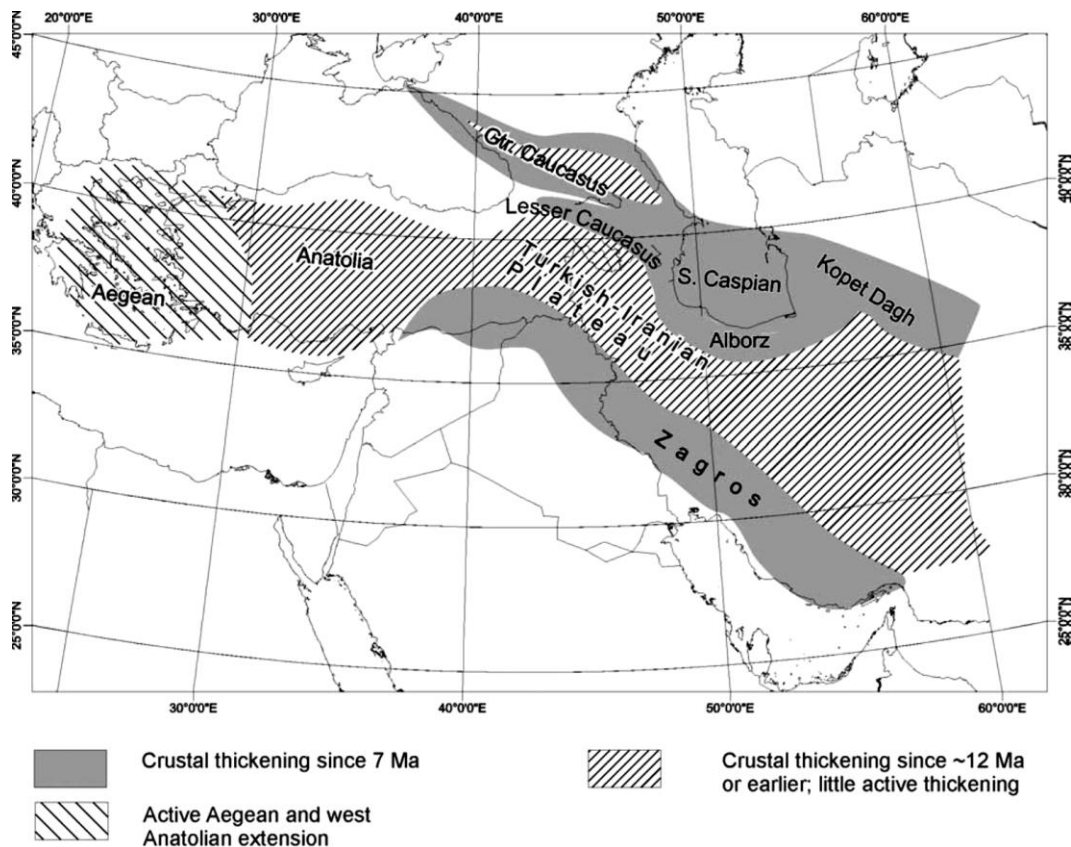 20°0'0"E 30°0'0"E 40°0'0"E 50°0'0"E 60°0'0"E
45°0'0"N
40°0'0"N
35°0'0"N
30°0'0"N
25°0'0"N
Gtr. Caucasus
Lesser Caucasus
Kopet Dagh
S. Caspian
Anatolia
Turkish-Iranian
Plateau
Aegean
Alborz
Zagros
30°0'0"E 40°0'0"E 50°0'0"E 60°0'0"E
Crustal thickening since 7 Ma
Active Aegean and west
Anatolian extension
Crustal thickening since ~12 Ma
or earlier; little active thickening